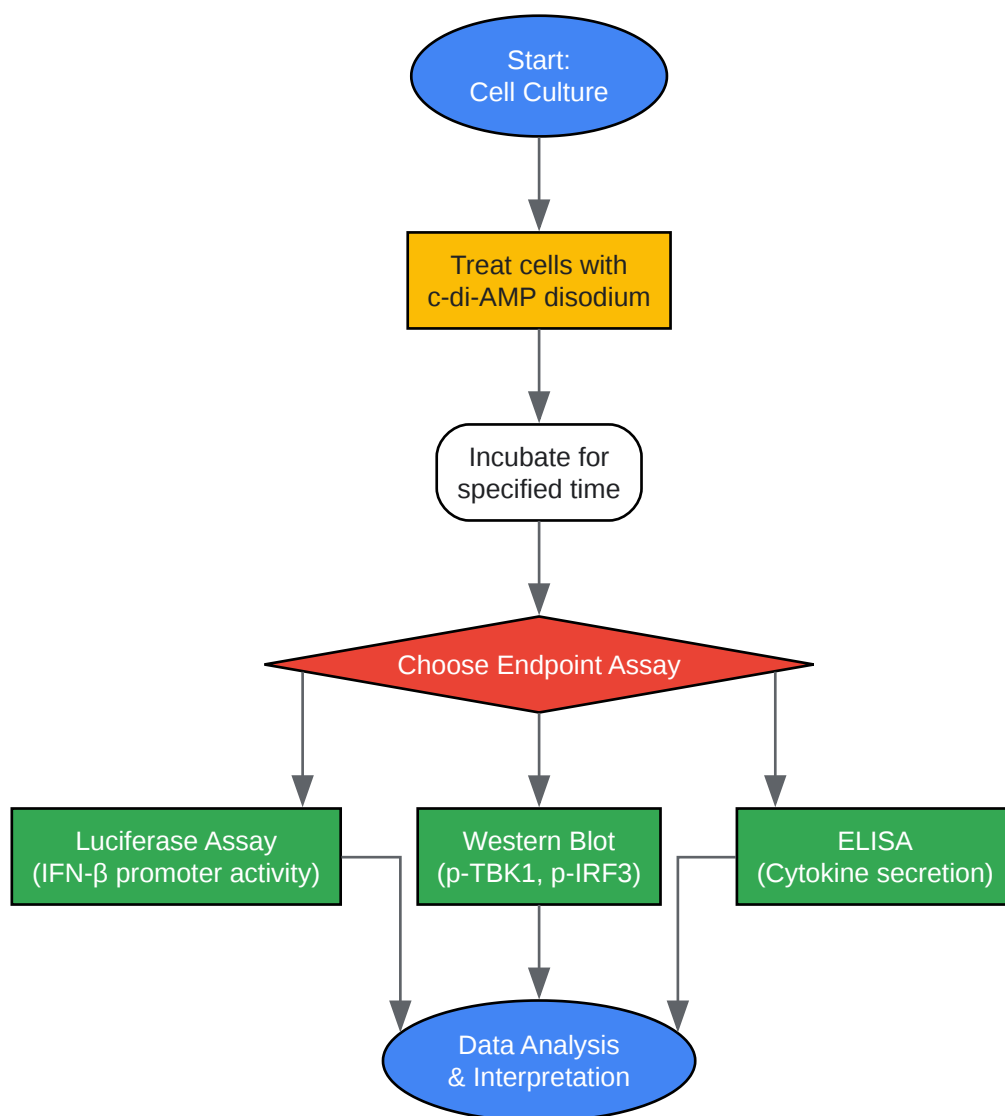 Start:
Cell Culture
Treat cells with
c-di-AMP disodium
Incubate for
specified time
Choose Endpoint Assay
Luciferase Assay
(IFN-β promoter activity)
Western Blot
(p-TBK1, p-IRF3)
ELISA
(Cytokine secretion)
Data Analysis
& Interpretation